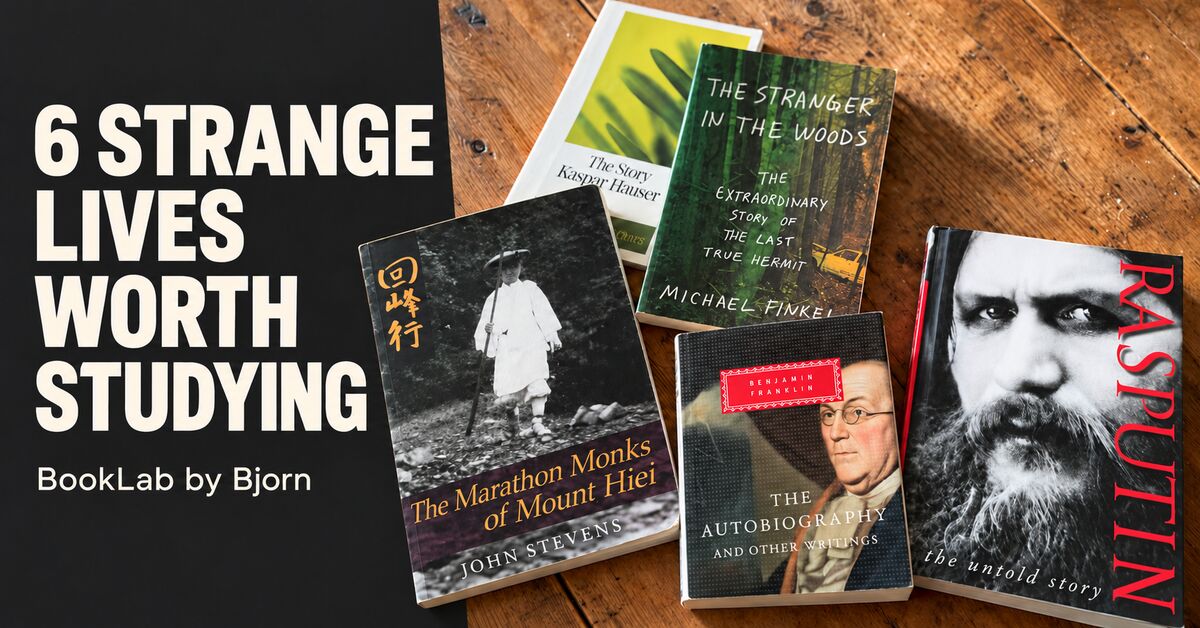 6 STRANGE
LIVES
WORTH
STUDYING
BookLab by Bjorn
The Story
Kaspar Hauser
THE STRANGER
IN THE WOODS
THE
EXTRAORDINARY
STORY OF
THE LAST
TRUE HERMIT
MICHAEL FINKEL
回
峰
行
The Marathon Monks
of Mount Hiei
JOHN STEVENS
BENJAMIN
FRANKLIN
THE
AUTOBIOGRAPHY
AND OTHER WRITINGS
RASPUTIN
the untold story